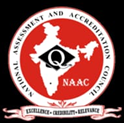 NATIONAL ASSESSMENT AND ACCREDITATION COUNCIL
Q
NAAC
EXCELLENCE • CREDIBILITY • RELEVANCE